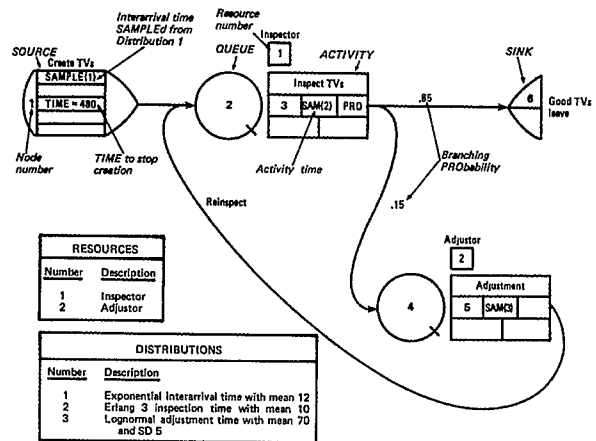 Interarrival time
SAMPLEd from
Distribution 1
Resource
number
Inspector
1
SOURCE
QUEUE
ACTIVITY
SINK
Create TVs
SAMPLE(1)
TIME = 480
1
Inspect TVs
2
3 SAM(2) PRO
.85
6
Good TVs
leave
Node
number
TIME to stop
creation
Activity time
Branching
PRObability
.15
Reinspect
Adjustor
2
Adjustment
4
5 SAM(3)
RESOURCES
Number Description
1 Inspector
2 Adjustor
DISTRIBUTIONS
Number Description
1 Exponential interarrival time with mean 12
2 Erlang 3 inspection time with mean 10
3 Lognormal adjustment time with mean 70
and SD 5